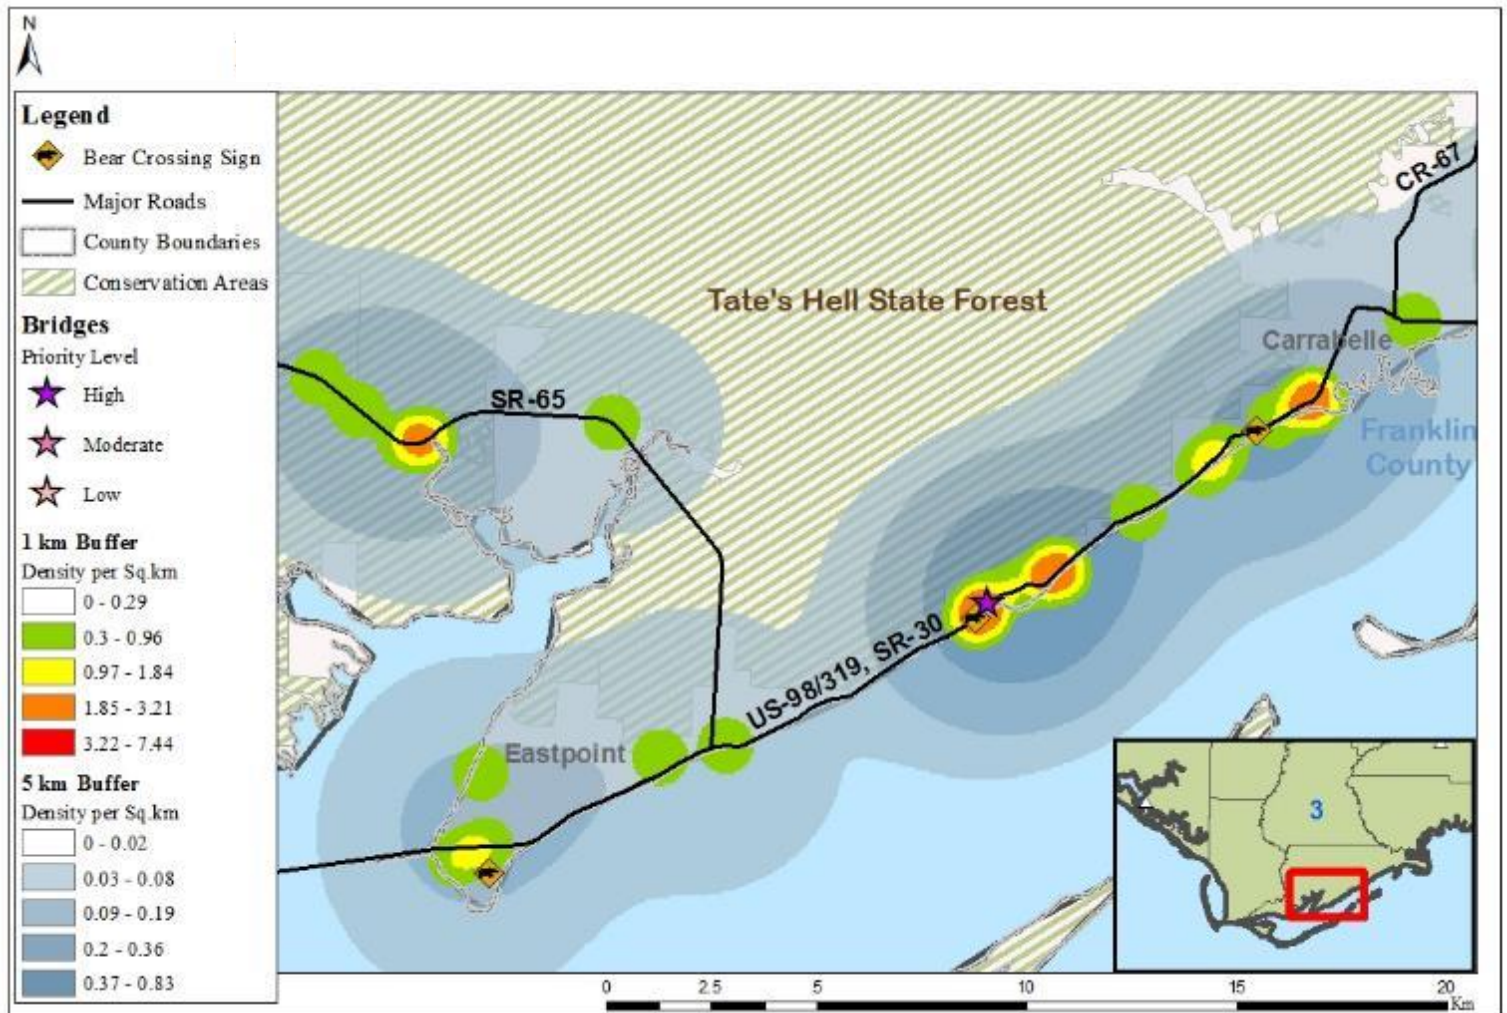 N
Legend
Bear Crossing Sign
Major Roads
County Boundaries
Conservation Areas
Bridges
Priority Level
High
Moderate
Low
1 km Buffer
Density per Sq.km
0 - 0.29
0.3 - 0.96
0.97 - 1.84
1.85 - 3.21
3.22 - 7.44
5 km Buffer
Density per Sq.km
0 - 0.02
0.03 - 0.08
0.09 - 0.19
0.2 - 0.36
0.37 - 0.83
CR-67
Tate's Hell State Forest
Carrabelle
SR-65
Franklin
County
US-98/319, SR-30
Eastpoint
3
0 2.5 5 10 15 20
Km